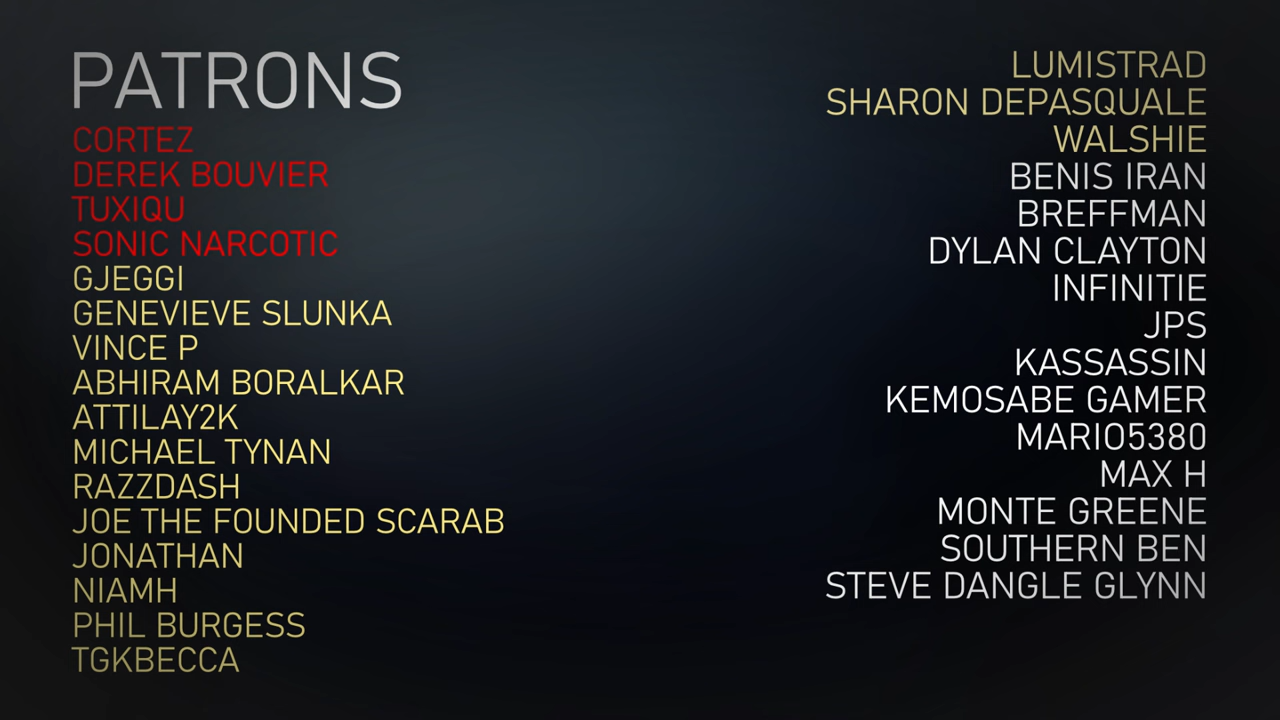 PATRONS
CORTEZ
DEREK BOUVIER
TUXIQU
SONIC NARCOTIC
GJEGGI
GENEVIEVE SLUNKA
VINCE P
ABHIRAM BORALKAR
ATTILAY2K
MICHAEL TYNAN
RAZZDASH
JOE THE FOUNDED SCARAB
JONATHAN
NIAMH
PHIL BURGESS
TGKBECCA
LUMISTRAD
SHARON DEPASQUALE
WALSHIE
BENIS IRAN
BREFFMAN
DYLAN CLAYTON
INFINITIE
JPS
KASSASSIN
KEMOSABE GAMER
MARIO5380
MAX H
MONTE GREENE
SOUTHERN BEN
STEVE DANGLE GLYNN